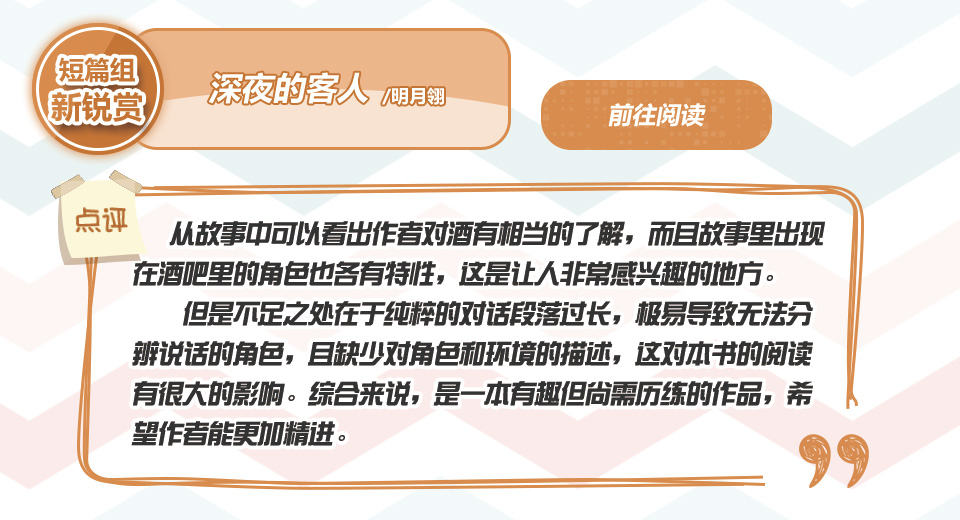 短篇组
新锐赏
深夜的客人 /明月翎
前往阅读
点评
从故事中可以看出作者对酒有相当的了解，而且故事里出现
在酒吧里的角色也各有特性，这是让人非常感兴趣的地方。
但是不足之处在于纯粹的对话段落过长，极易导致无法分
辨说话的角色，且缺少对角色和环境的描述，这对本书的阅读
有很大的影响。综合来说，是一本有趣但尚需历练的作品，希
望作者能更加精进。